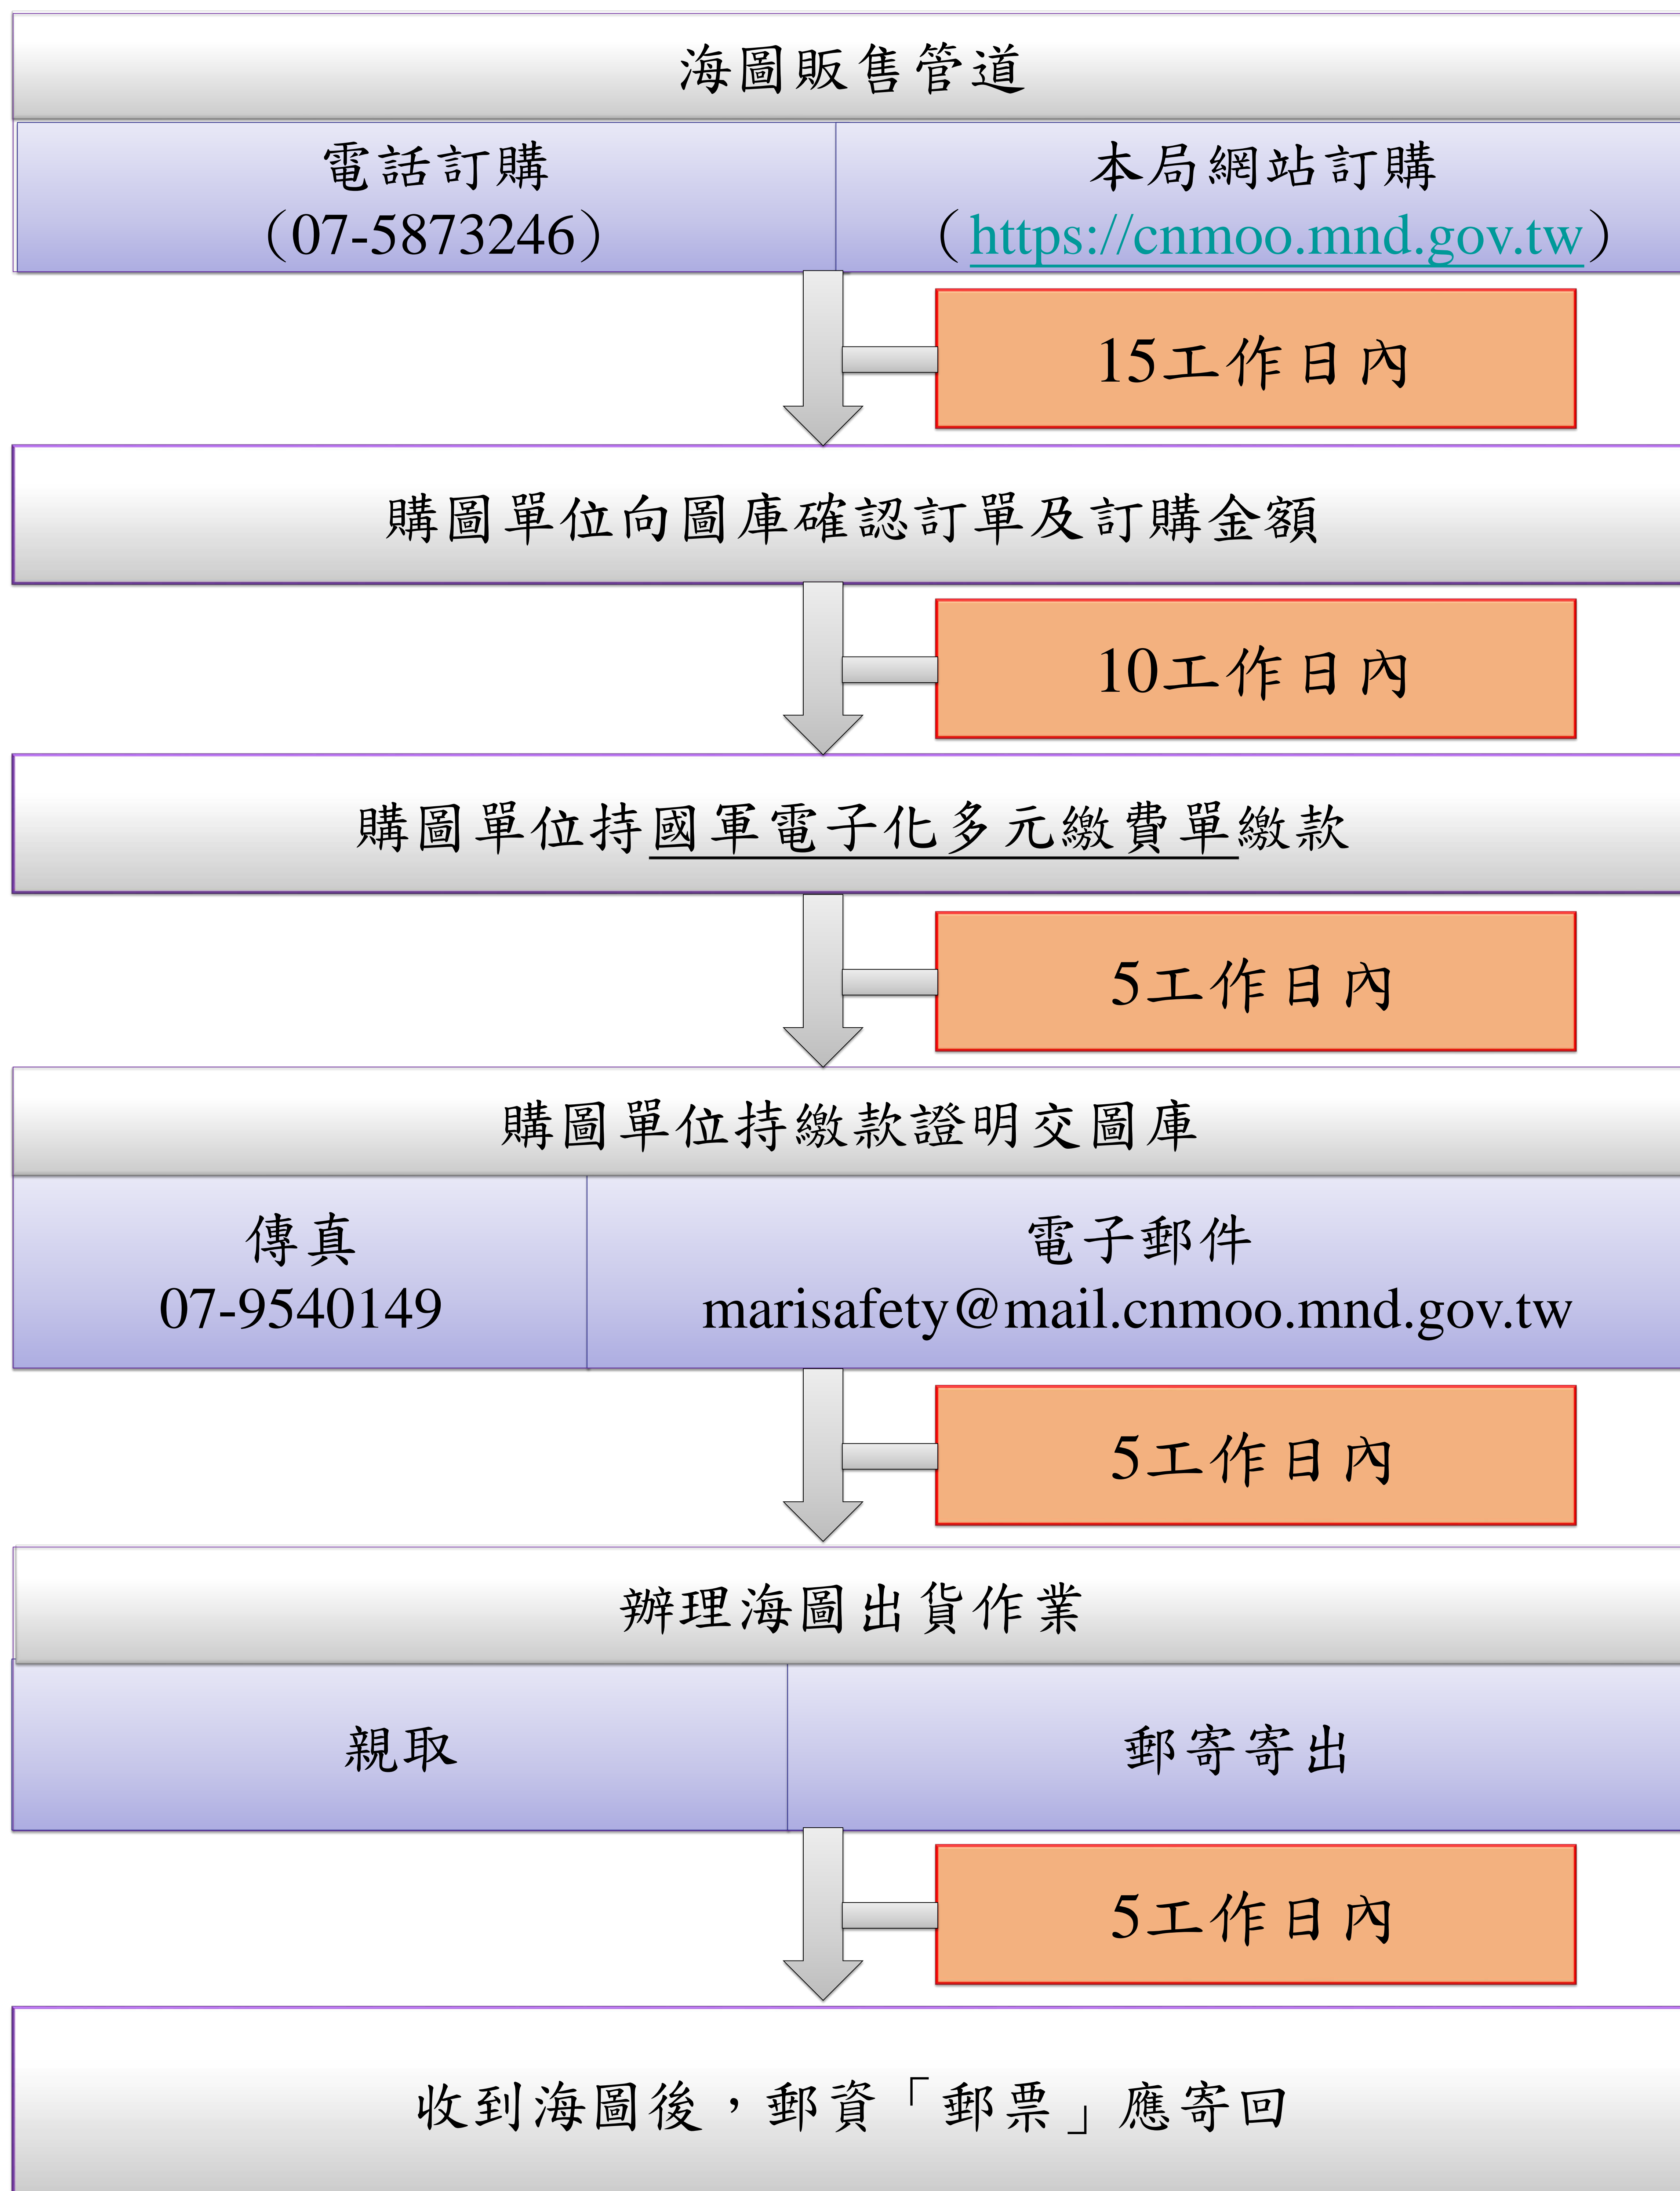 海圖販售管道
電話訂購
（07-5873246）
本局網站訂購
（https://cnmoo.mnd.gov.tw）
15工作日內
購圖單位向圖庫確認訂單及訂購金額
10工作日內
購圖單位持國軍電子化多元繳費單繳款
5工作日內
購圖單位持繳款證明交圖庫
傳真
07-9540149
電子郵件
marisafety@mail.cnmoo.mnd.gov.tw
5工作日內
辦理海圖出貨作業
親取
郵寄寄出
5工作日內
收到海圖後，郵資「郵票」應寄回